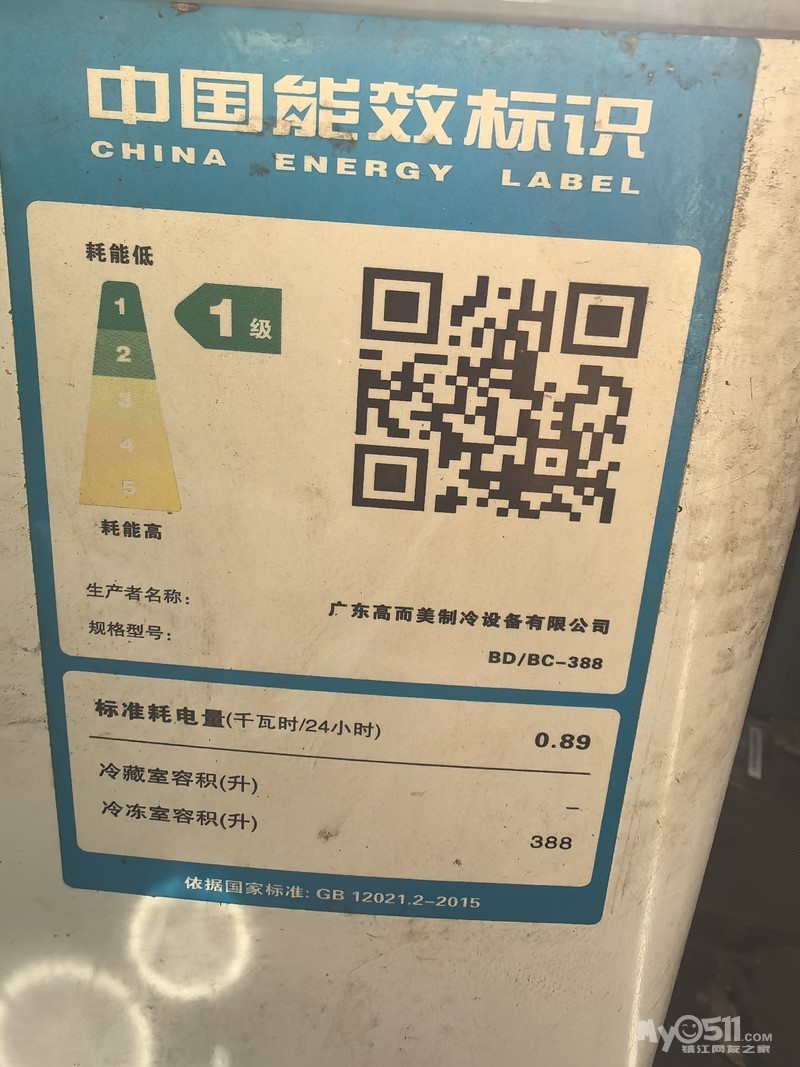 中国能效标识
CHINA ENERGY LABEL
耗能低
1
2
3
4
5
1级
耗能高
生产者名称:
广东高而美制冷设备有限公司
规格型号:
BD/BC-388
标准耗电量(千瓦时/24小时)
0.89
冷藏室容积(升)
–
冷冻室容积(升)
388
依据国家标准: GB 12021.2-2015
My0511.COM
镇江网友之家